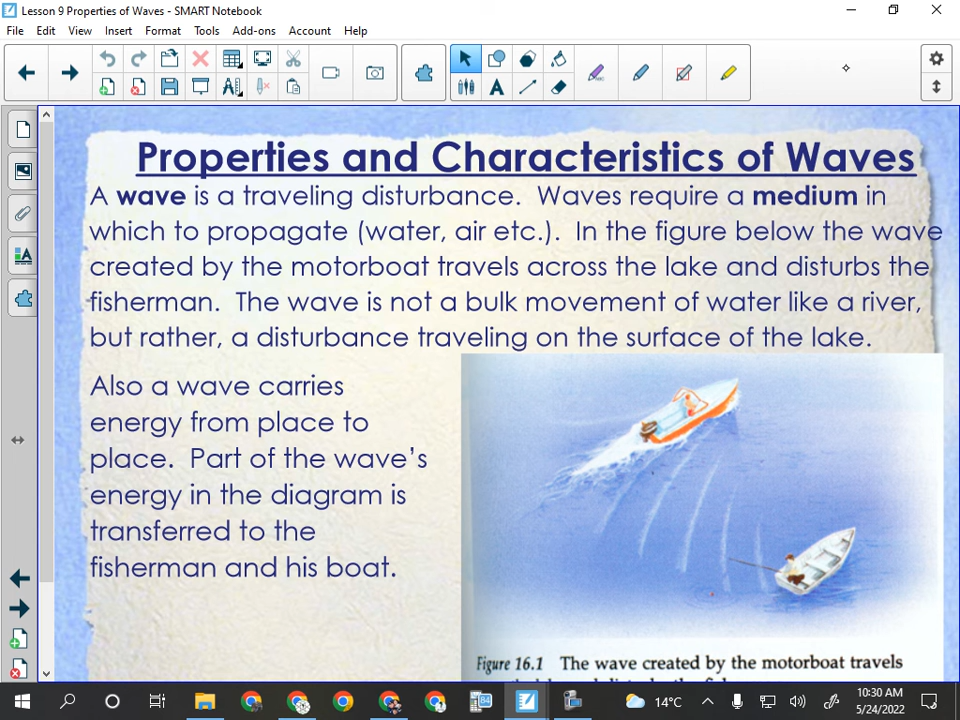 Lesson 9 Properties of Waves - SMART Notebook
File Edit View Insert Format Tools Add-ons Account Help
Properties and Characteristics of Waves
A wave is a traveling disturbance. Waves require a medium in
which to propagate (water, air etc.). In the figure below the wave
created by the motorboat travels across the lake and disturbs the
fisherman. The wave is not a bulk movement of water like a river,
but rather, a disturbance traveling on the surface of the lake.
Also a wave carries
energy from place to
place. Part of the wave's
energy in the diagram is
transferred to the
fisherman and his boat.
Figure 16.1 The wave created by the motorboat travels
14°C
10:30 AM
5/24/2022